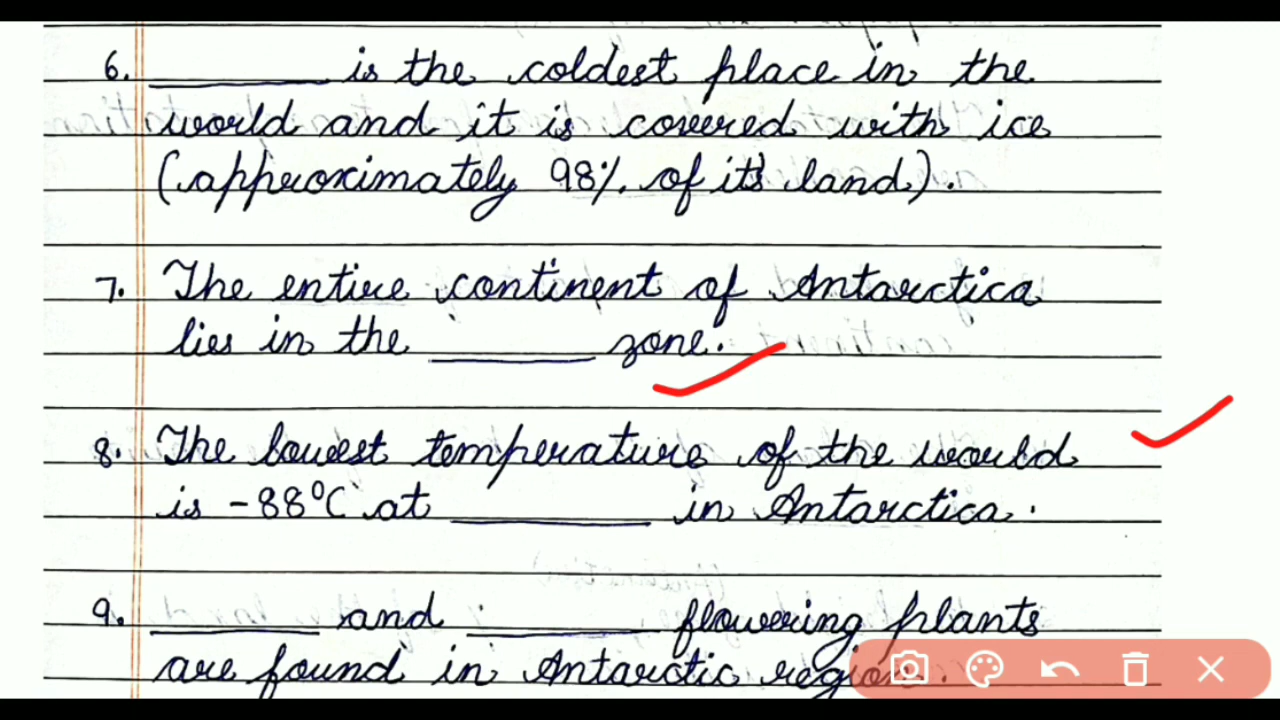 6. ________ is the coldest place in the
world and it is covered with ice
(approximately 98% of its land).
7. The entire continent of Antarctica
lies in the ________ zone.
8. The lowest temperature of the world
is -88°C at ________ in Antarctica.
9. ________ and ________ flowering plants
are found in Antarctic region.